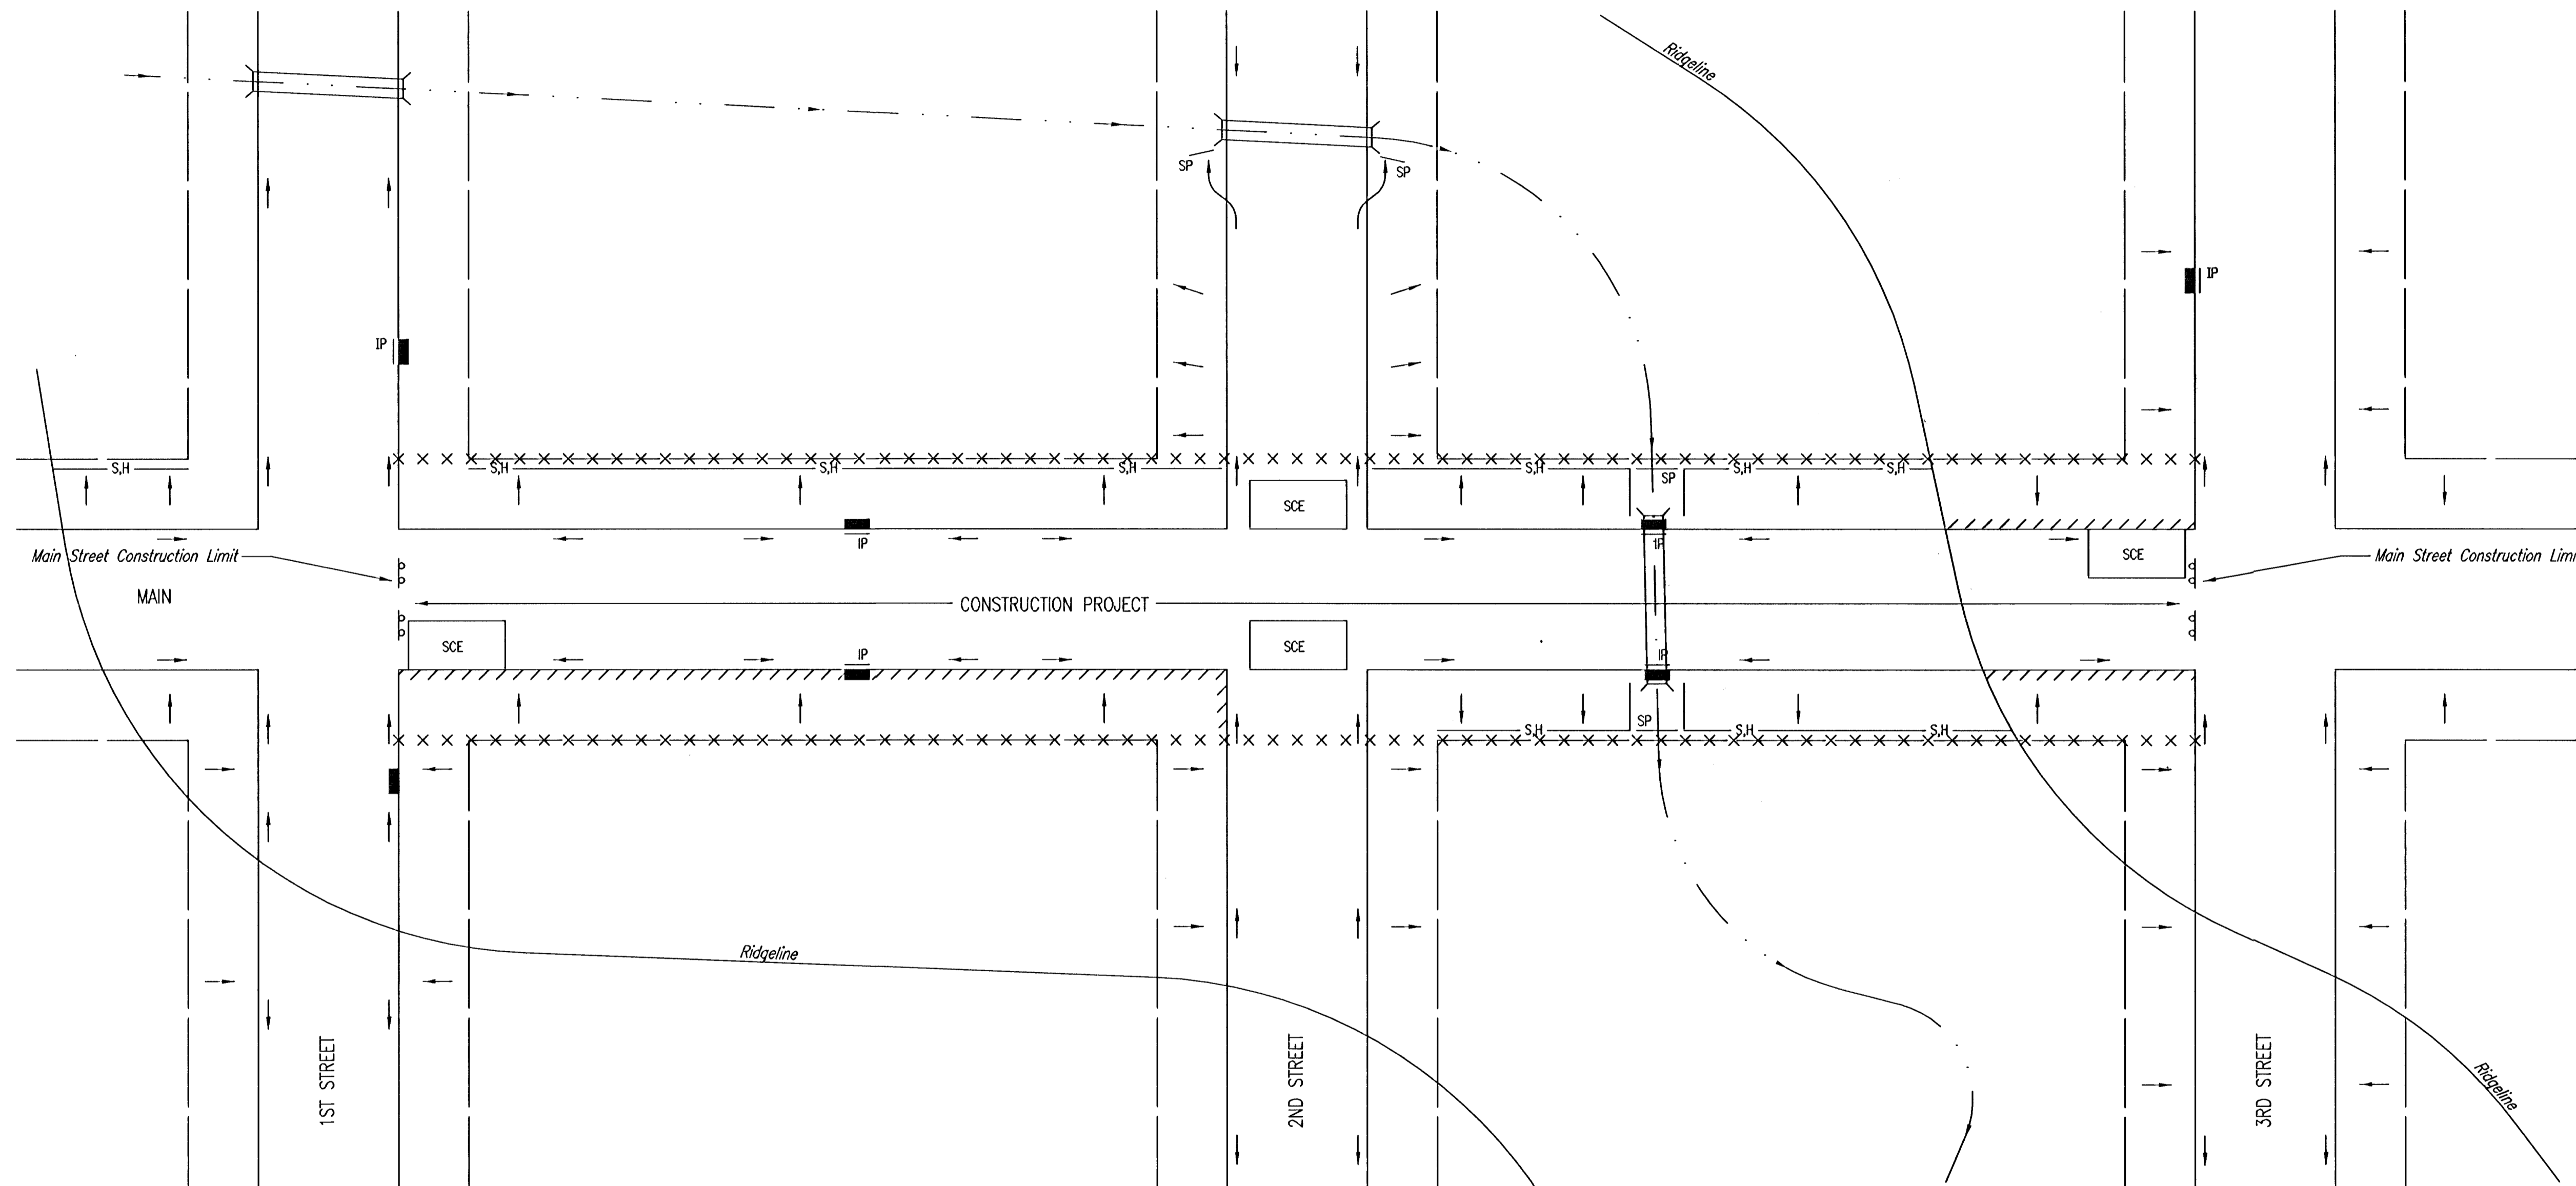 Ridgeline
SP
SP
IP
IP
S,H
S,H
S,H
S,H
S,H
SP
S,H
S,H
SCE
IP
1P
SCE
Main Street Construction Limit
Main Street Construction Limi
MAIN
CONSTRUCTION PROJECT
SCE
IP
SCE
IP
SP
S,H
S,H
S,H
Ridgeline
1ST STREET
2ND STREET
3RD STREET
Ridgeline